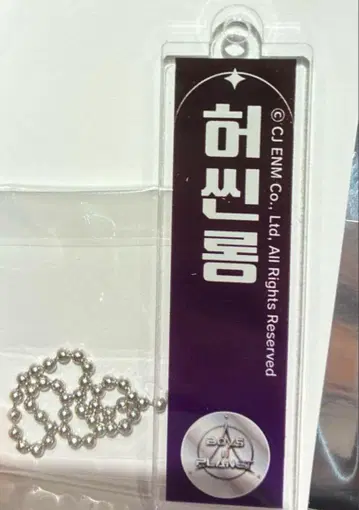 허씬롱
© CJ ENM Co., Ltd, All Rights Reserved
BOYS
PLANET